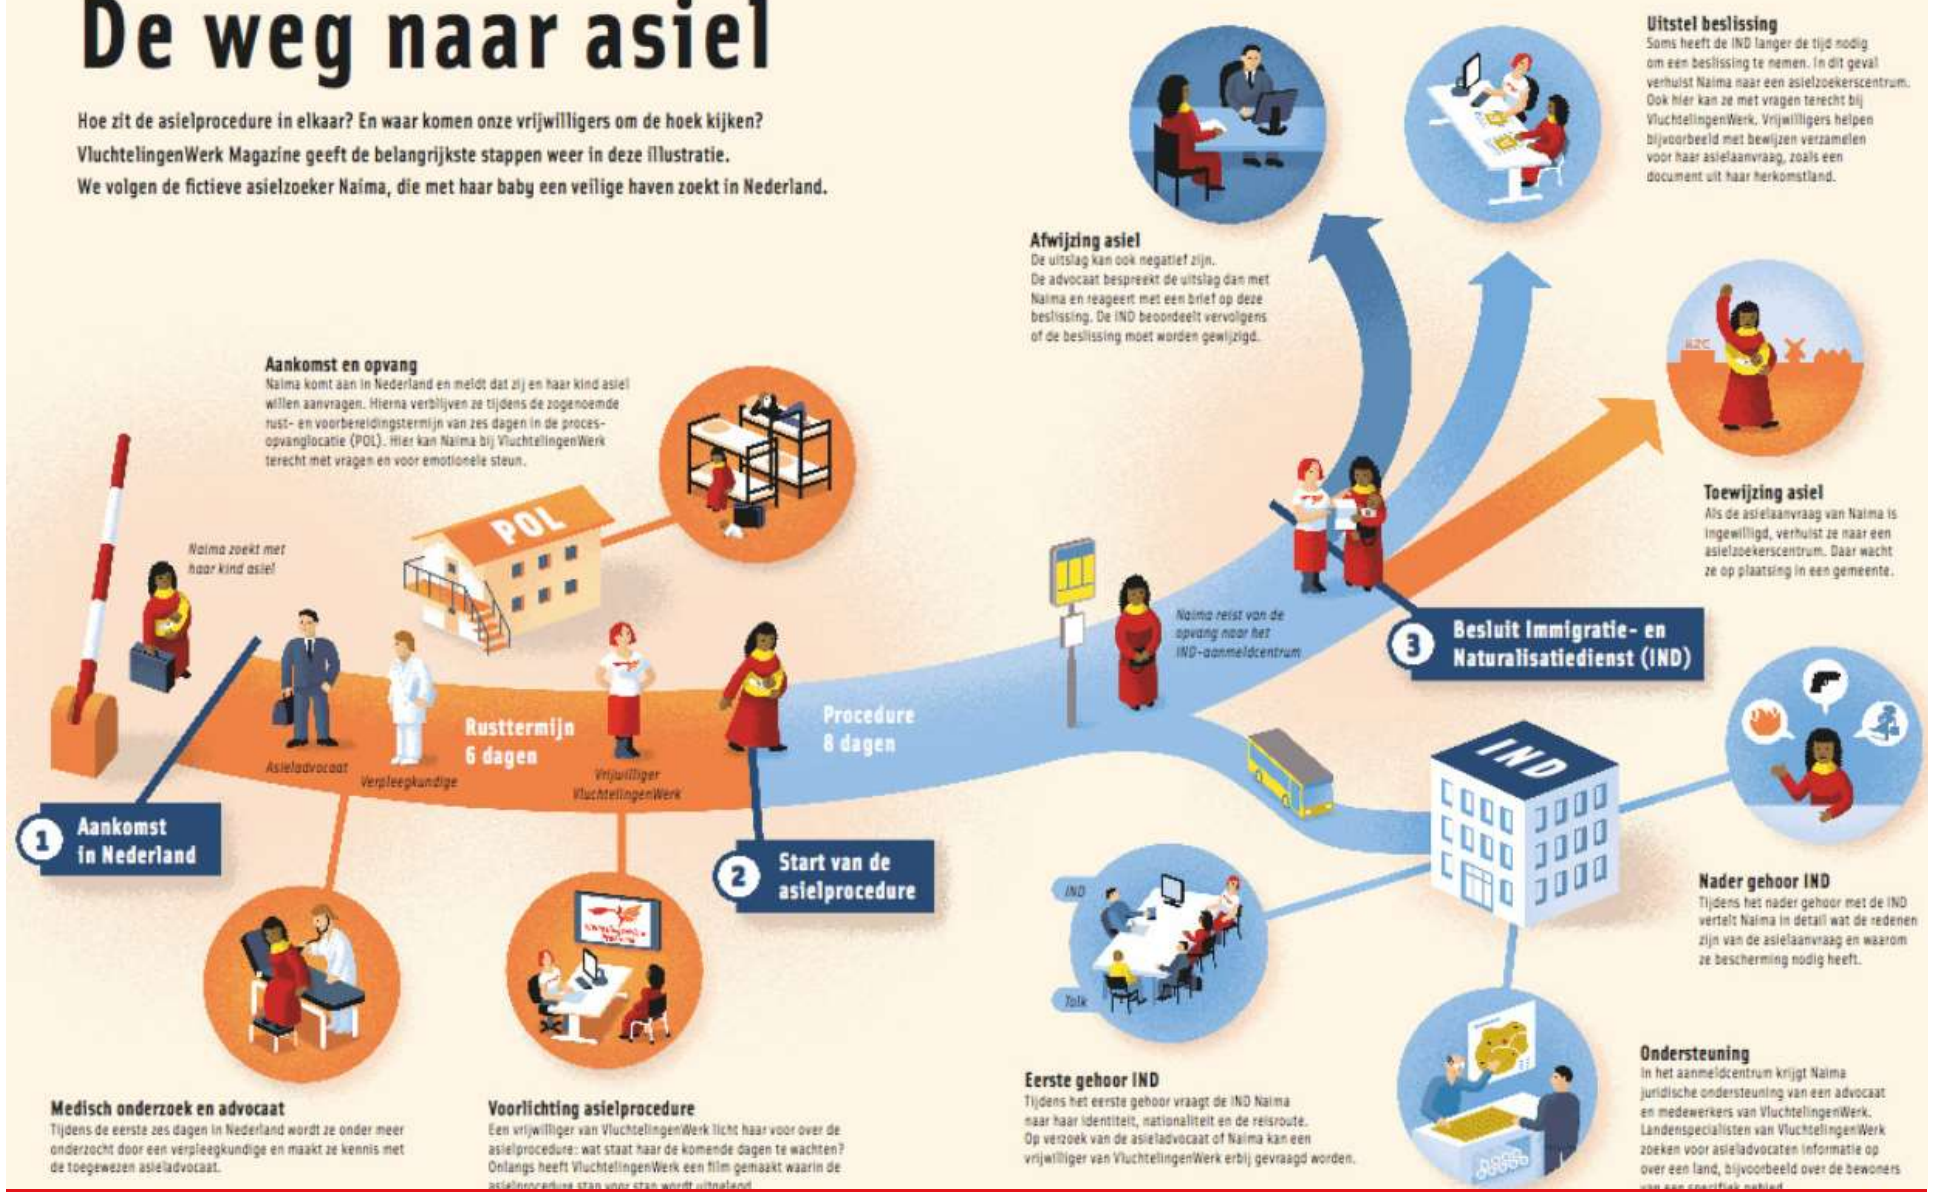 De weg naar asiel
Hoe zit de asielprocedure in elkaar? En waar komen onze vrijwilligers om de hoek kijken?
VluchtelingenWerk Magazine geeft de belangrijkste stappen weer in deze illustratie.
We volgen de fictieve asielzoeker Naima, die met haar baby een veilige haven zoekt in Nederland.
Uitstel beslissing
Soms heeft de IND langer de tijd nodig
om een beslissing te nemen. In dit geval
verhuist Naima naar een asielzoekerscentrum.
Ook hier kan ze met vragen terecht bij
VluchtelingenWerk. Vrijwilligers helpen
bijvoorbeeld met bewijzen verzamelen
voor haar asielaanvraag, zoals een
document uit haar herkomstland.
Afwijzing asiel
De uitslag kan ook negatief zijn.
De advocaat bespreekt de uitslag dan met
Naima en reageert met een brief op deze
beslissing. De IND beoordeelt vervolgens
of de beslissing moet worden gewijzigd.
AZC
Toewijzing asiel
Als de asielaanvraag van Naima is
ingewilligd, verhuist ze naar een
asielzoekerscentrum. Daar wacht
ze op plaatsing in een gemeente.
Aankomst en opvang
Naima komt aan in Nederland en meldt dat zij en haar kind asiel
willen aanvragen. Hierna verblijven ze tijdens de zogenoemde
rust- en voorbereidingstermijn van zes dagen in de proces-
opvanglocatie (POL). Hier kan Naima bij VluchtelingenWerk
terecht met vragen en voor emotionele steun.
POL
Naima zoekt met
haar kind asiel
Asieladvocaat
Verpleegkundige
Rusttermijn
6 dagen
Vrijwilliger
VluchtelingenWerk
Procedure
8 dagen
Naima reist van de
opvang naar het
IND-aanmeldcentrum
1
Aankomst
in Nederland
2
Start van de
asielprocedure
3
Besluit Immigratie- en
Naturalisatiedienst (IND)
IND
Nader gehoor IND
Tijdens het nader gehoor met de IND
vertelt Naima in detail wat de redenen
zijn van de asielaanvraag en waarom
ze bescherming nodig heeft.
IND
Tolk
Medisch onderzoek en advocaat
Tijdens de eerste zes dagen in Nederland wordt ze onder meer
onderzocht door een verpleegkundige en maakt ze kennis met
de toegewezen asieladvocaat.
Voorlichting asielprocedure
Een vrijwilliger van VluchtelingenWerk licht haar voor over de
asielprocedure: wat staat haar de komende dagen te wachten?
Onlangs heeft VluchtelingenWerk een film gemaakt waarin de
asielprocedure stap voor stap wordt uitgelegd
Eerste gehoor IND
Tijdens het eerste gehoor vraagt de IND Naima
naar haar identiteit, nationaliteit en de reisroute.
Op verzoek van de asieladvocaat of Naima kan een
vrijwilliger van VluchtelingenWerk erbij gevraagd worden.
Ondersteuning
In het aanmeldcentrum krijgt Naima
juridische ondersteuning van een advocaat
en medewerkers van VluchtelingenWerk.
Landenspecialisten van VluchtelingenWerk
zoeken voor asieladvocaten informatie op
over een land, bijvoorbeeld over de bewoners
van een specifiek gebied